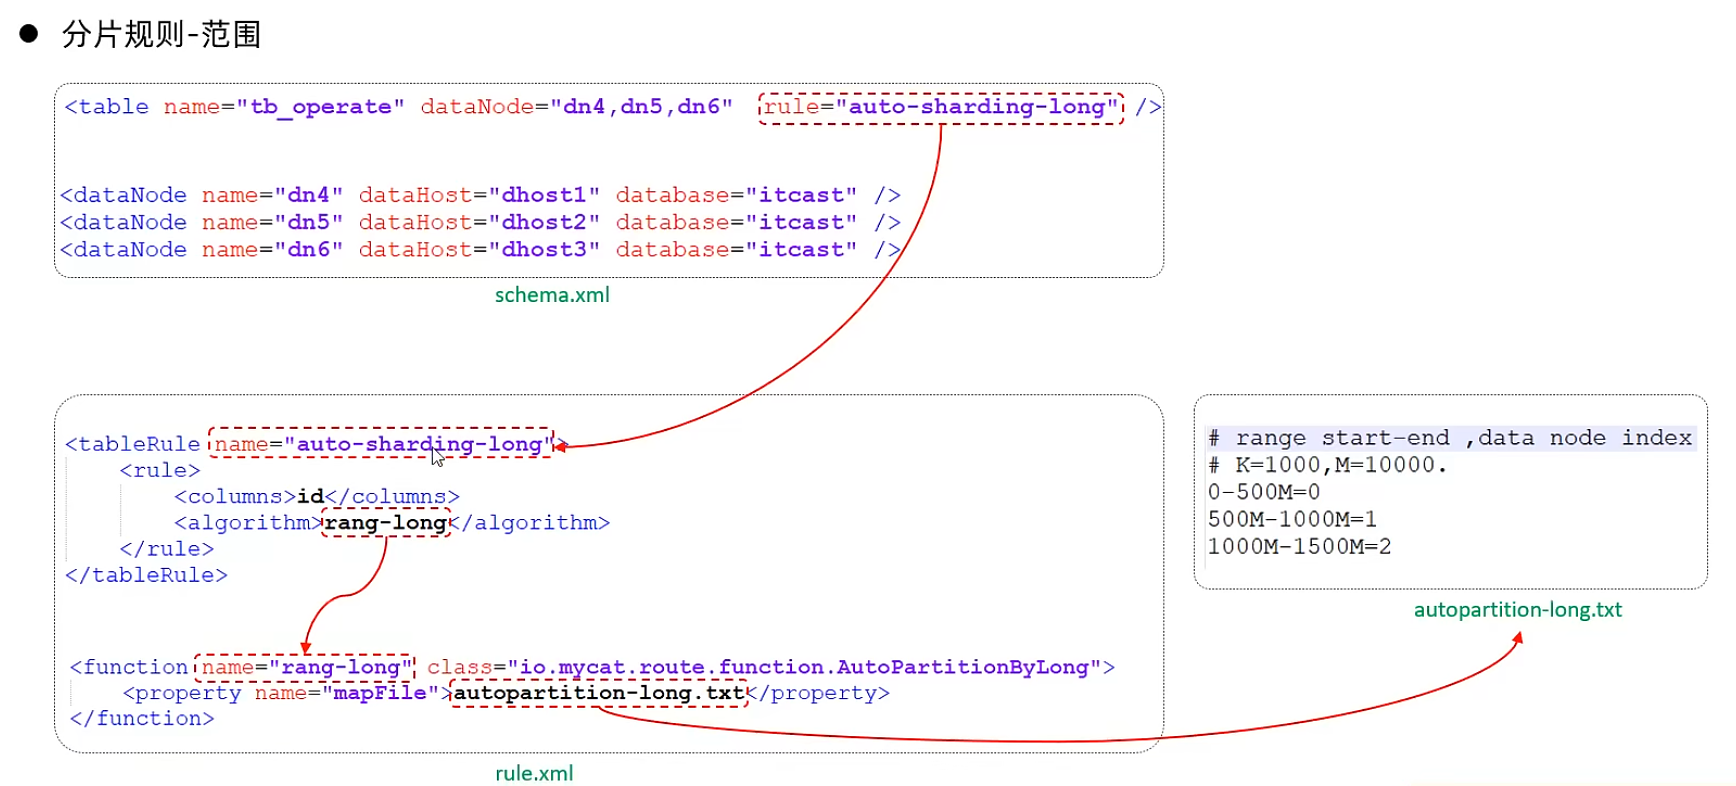 ● 分片规则-范围
<table name="tb_operate" dataNode="dn4,dn5,dn6" rule="auto-sharding-long" />
<dataNode name="dn4" dataHost="dhost1" database="itcast" />
<dataNode name="dn5" dataHost="dhost2" database="itcast" />
<dataNode name="dn6" dataHost="dhost3" database="itcast" />
schema.xml
<tableRule name="auto-sharding-long">
<rule>
<columns>id</columns>
<algorithm>rang-long</algorithm>
</rule>
</tableRule>
<function name="rang-long" class="io.mycat.route.function.AutoPartitionByLong">
<property name="mapFile">autopartition-long.txt</property>
</function>
rule.xml
# range start-end ,data node index
# K=1000,M=10000.
0-500M=0
500M-1000M=1
1000M-1500M=2
autopartition-long.txt